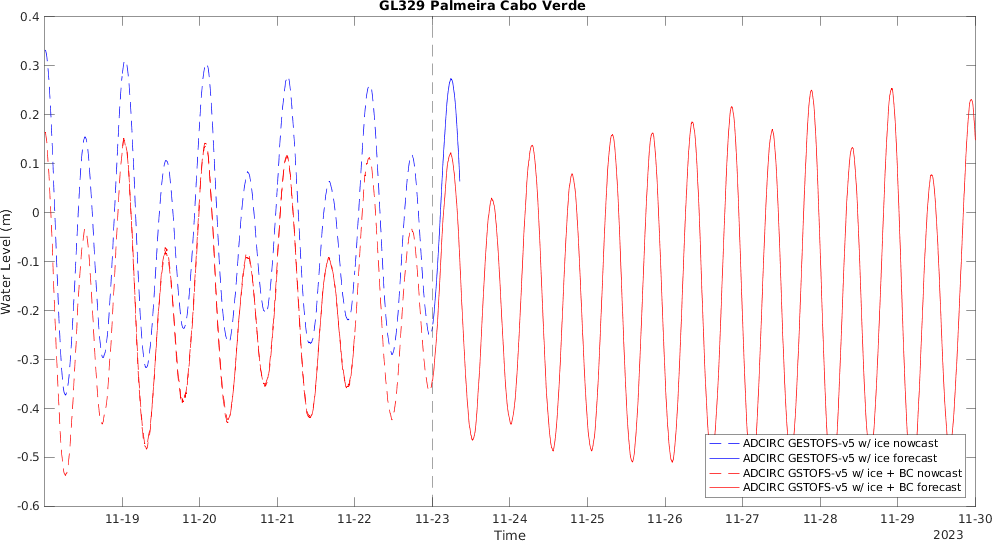 GL329 Palmeira Cabo Verde
0.4
0.3
0.2
0.1
0
-0.1
-0.2
-0.3
-0.4
-0.5
-0.6
Water Level (m)
ADCIRC GESTOFS-v5 w/ ice nowcast
ADCIRC GESTOFS-v5 w/ ice forecast
ADCIRC GSTOFS-v5 w/ ice + BC nowcast
ADCIRC GSTOFS-v5 w/ ice + BC forecast
11-19 11-20 11-21 11-22 11-23 11-24 11-25 11-26 11-27 11-28 11-29 11-30
Time
2023